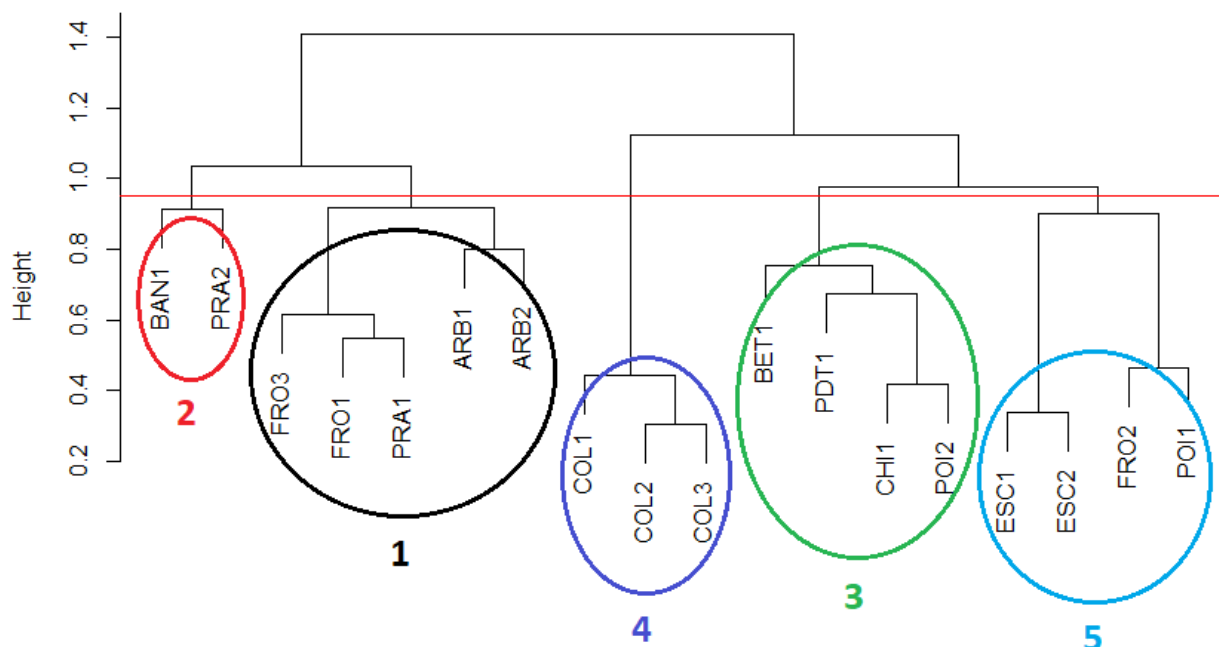 Height
1.4
1.2
1.0
0.8
0.6
0.4
0.2
BAN1
PRA2
FRO3
FRO1
PRA1
ARB1
ARB2
COL1
COL2
COL3
BET1
PDT1
CHI1
POI2
ESC1
ESC2
FRO2
POI1
2
1
4
3
5